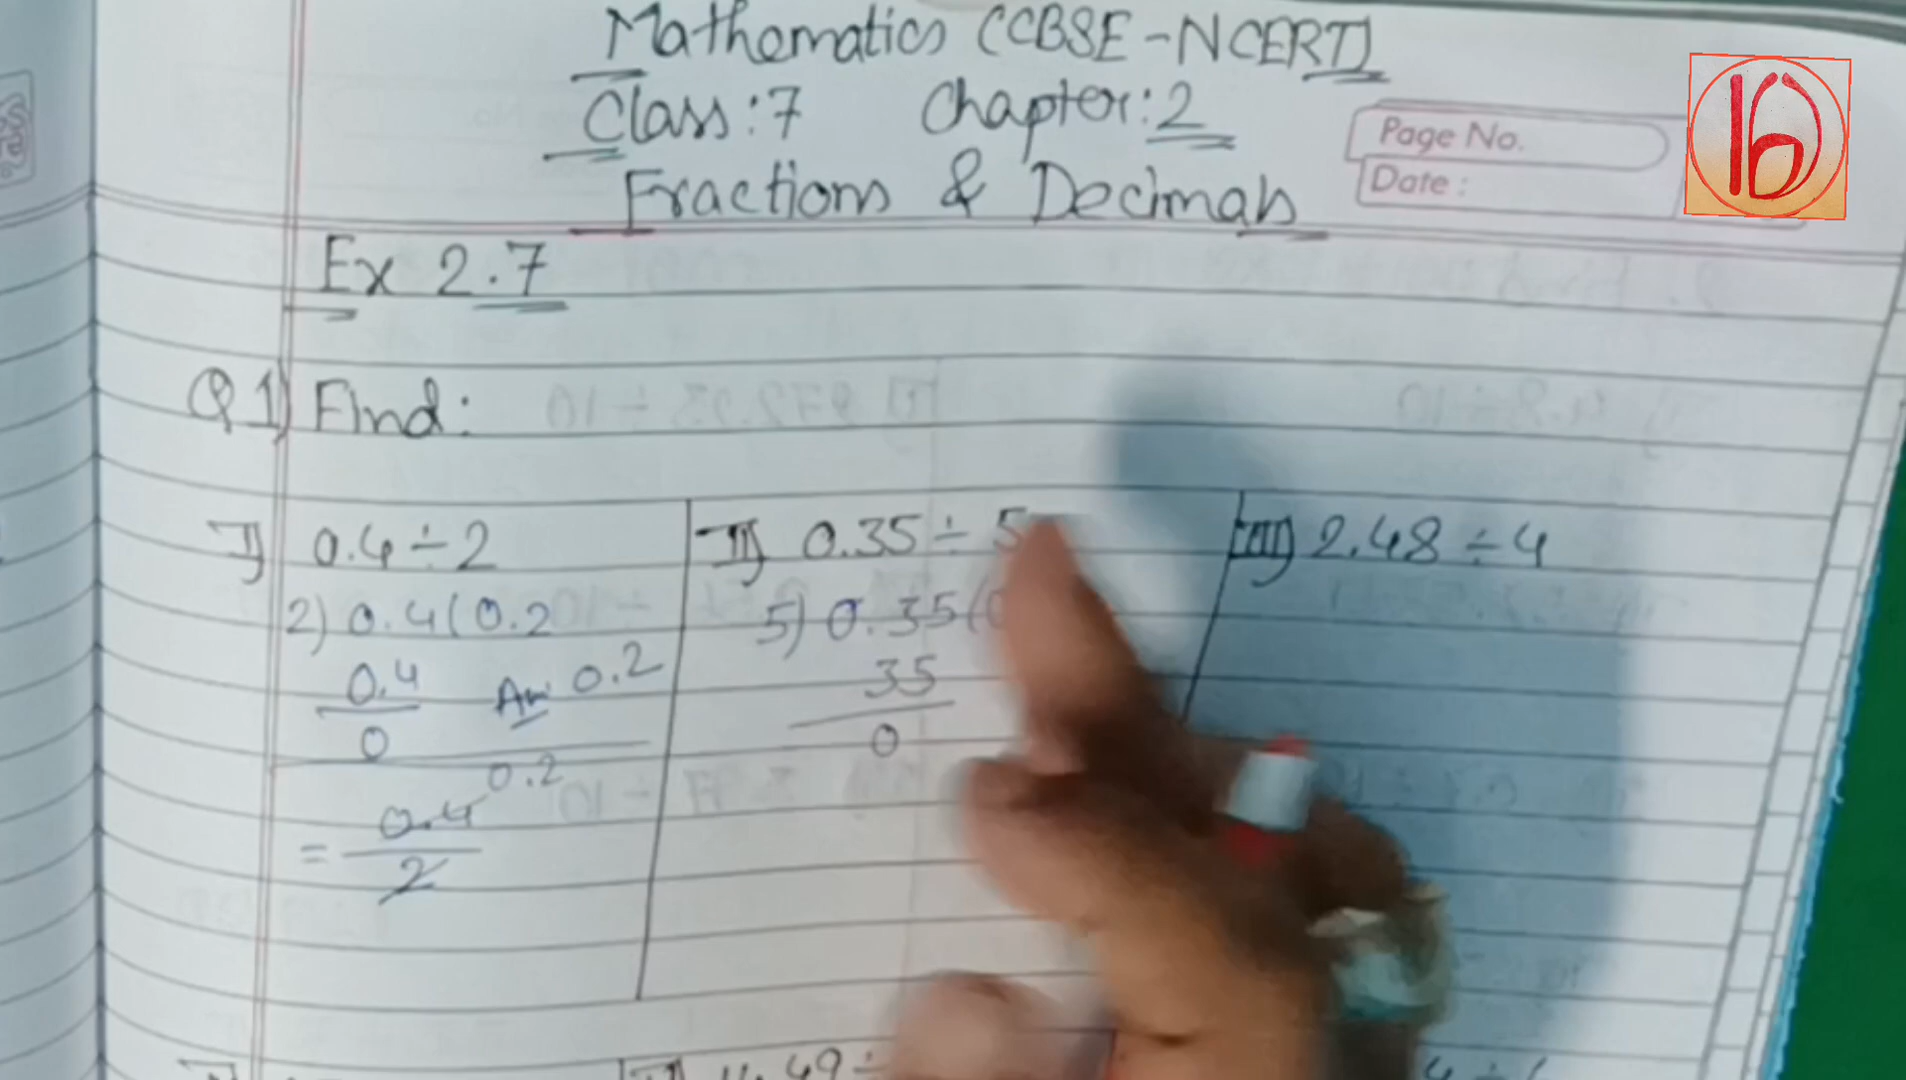 Mathematics (CBSE-NCERT)
Class:7 Chapter:2
Fractions & Decimals
Page No.
Date:
Ex 2.7
Q1) Find:
I) 0.4÷2
2) 0.4(0.2
0.4
0
Ans 0.2
= 0.4 0.2
2
II) 0.35÷5
5) 0.35(0
35
0
III) 2.48÷4